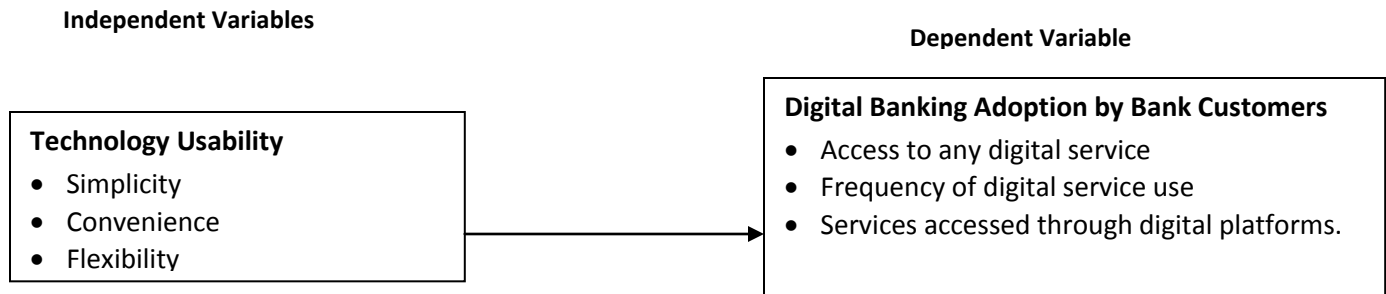 Independent Variables
Dependent Variable
Technology Usability
• Simplicity
• Convenience
• Flexibility
Digital Banking Adoption by Bank Customers
• Access to any digital service
• Frequency of digital service use
• Services accessed through digital platforms.